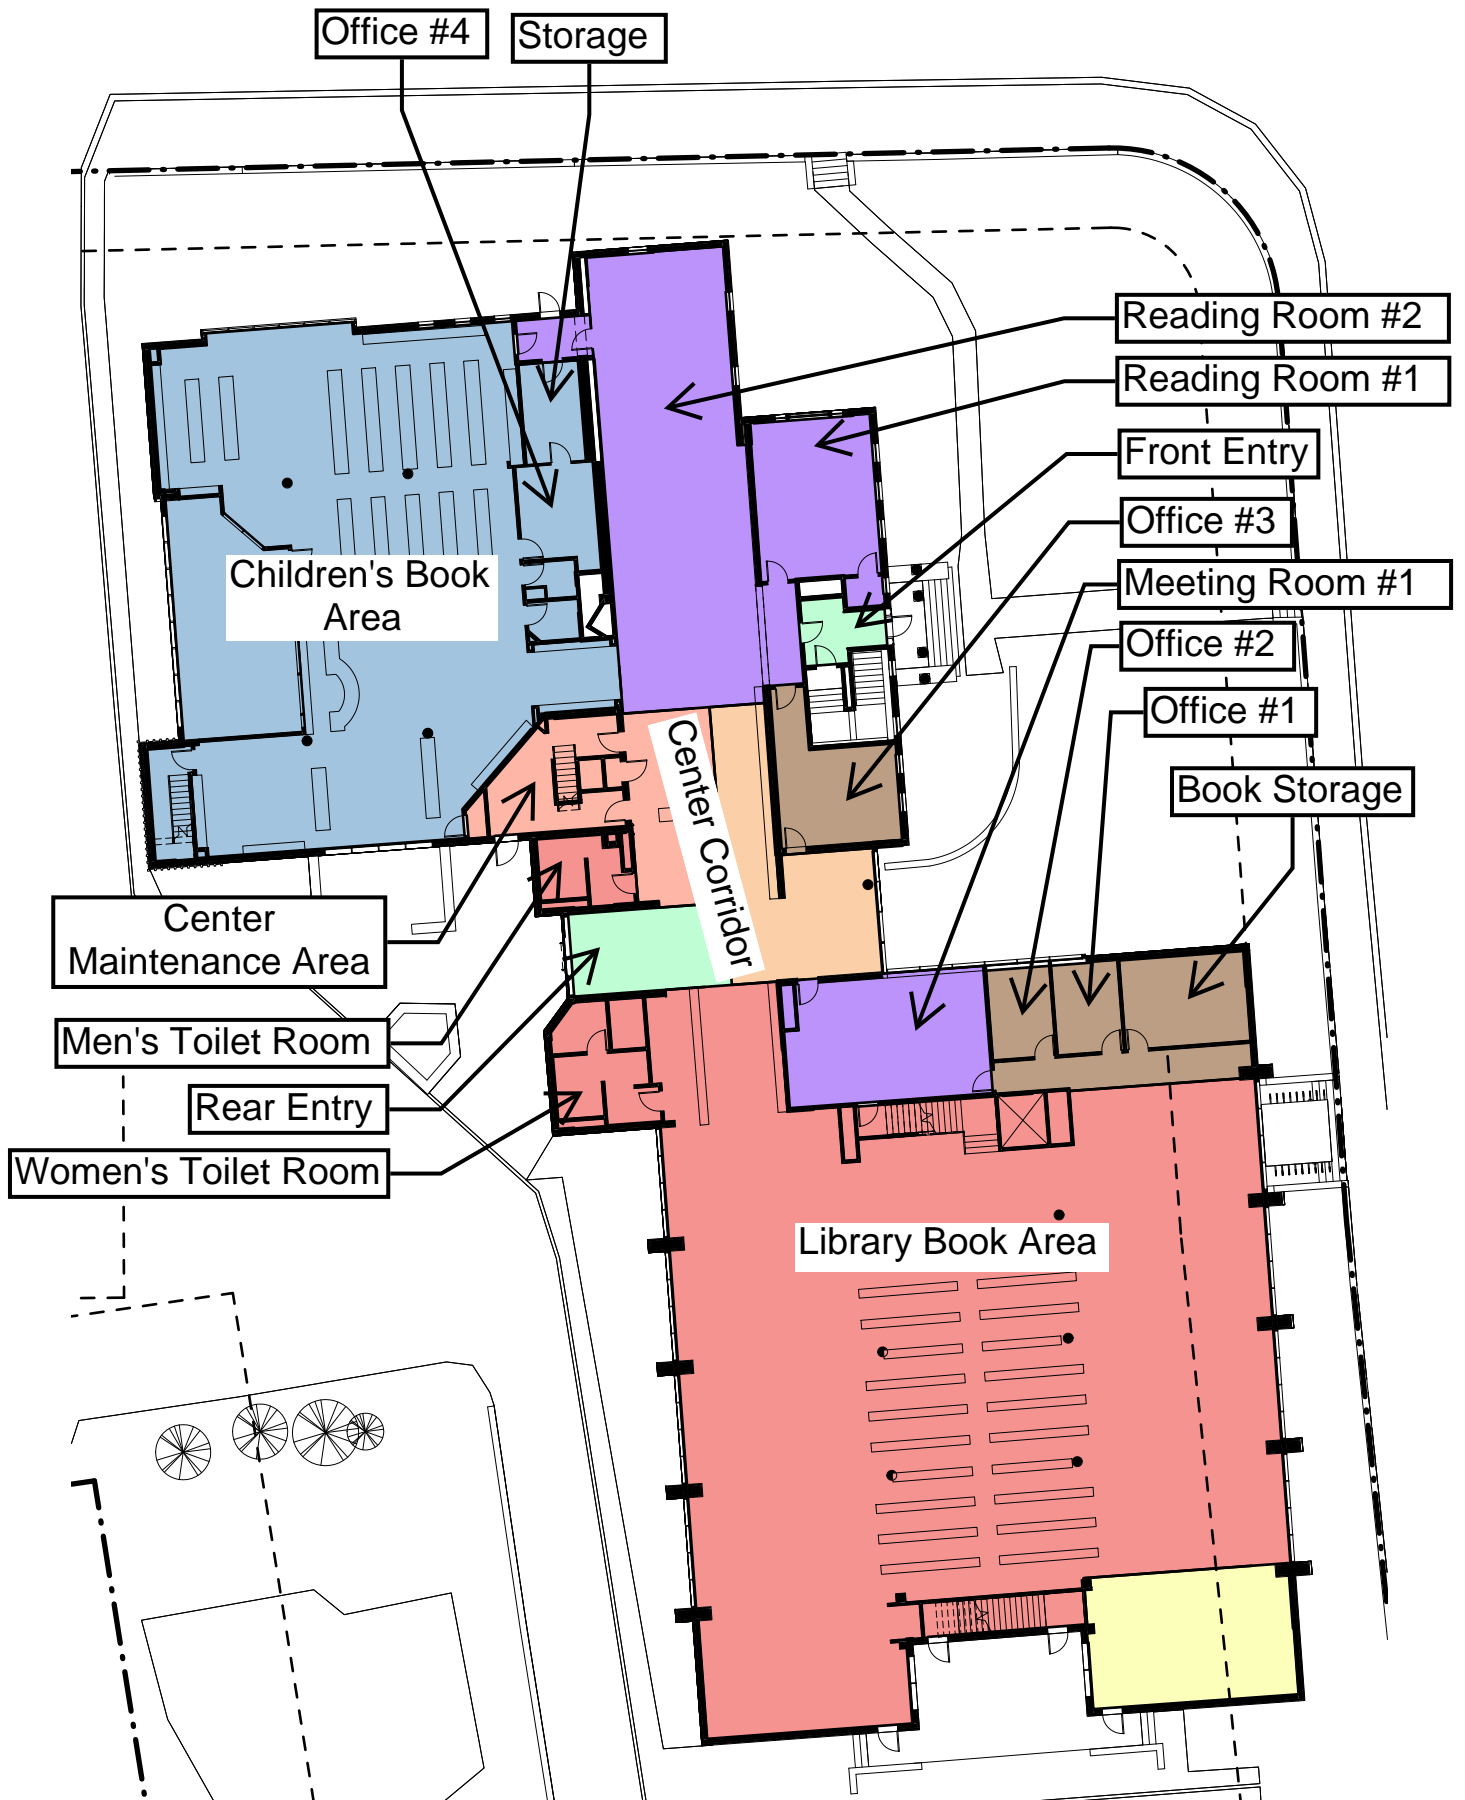 Office #4
Storage
Reading Room #2
Reading Room #1
Front Entry
Office #3
Meeting Room #1
Office #2
Office #1
Book Storage
Children's Book
Area
Center Corridor
Center
Maintenance Area
Men's Toilet Room
Rear Entry
Women's Toilet Room
Library Book Area